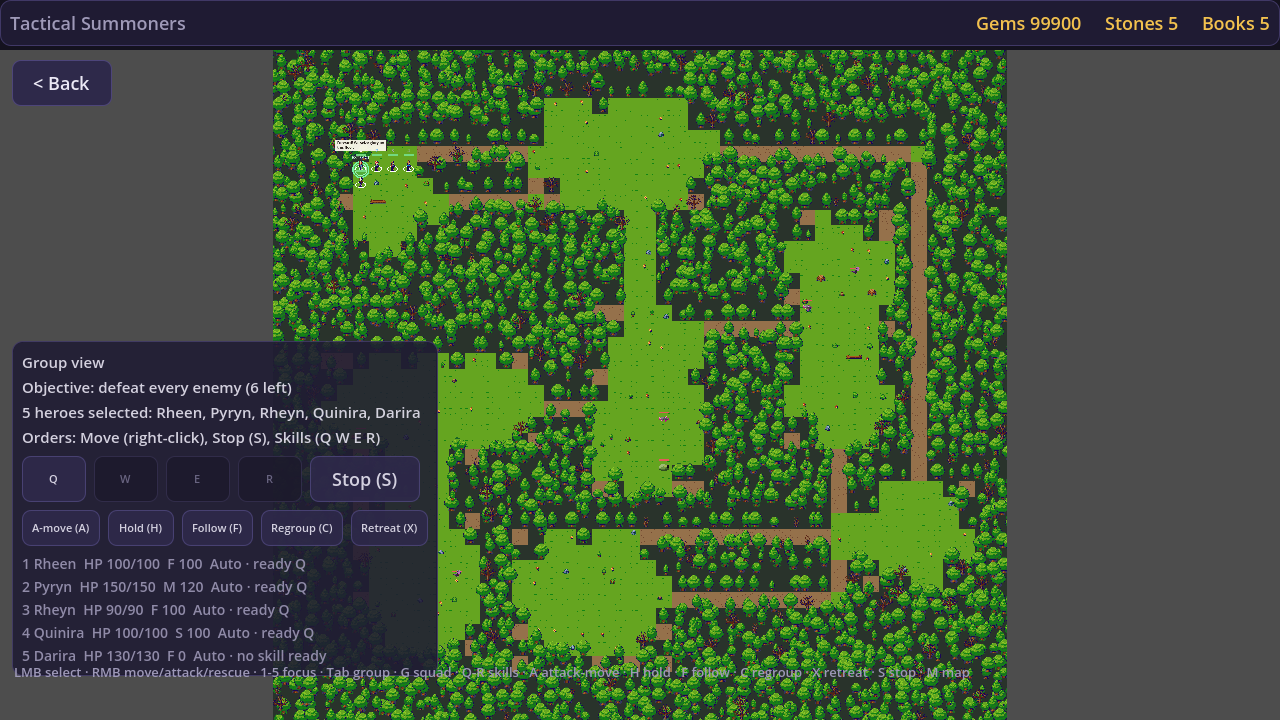 Tactical Summoners
Gems 99900 Stones 5 Books 5
< Back
Group view
Objective: defeat every enemy (6 left)
5 heroes selected: Rheen, Pyryn, Rheyn, Quinira, Darira
Orders: Move (right-click), Stop (S), Skills (Q W E R)
Q W E R Stop (S)
A-move (A) Hold (H) Follow (F) Regroup (C) Retreat (X)
1 Rheen HP 100/100 F 100 Auto · ready Q
2 Pyryn HP 150/150 M 120 Auto · ready Q
3 Rheyn HP 90/90 F 100 Auto · ready Q
4 Quinira HP 100/100 S 100 Auto · ready Q
5 Darira HP 130/130 F 0 Auto · no skill ready
LMB select · RMB move/attack/rescue · 1-5 focus · Tab group · G squad · Q-R skills · A attack-move · H hold · F follow · C regroup · X retreat · S stop · M map